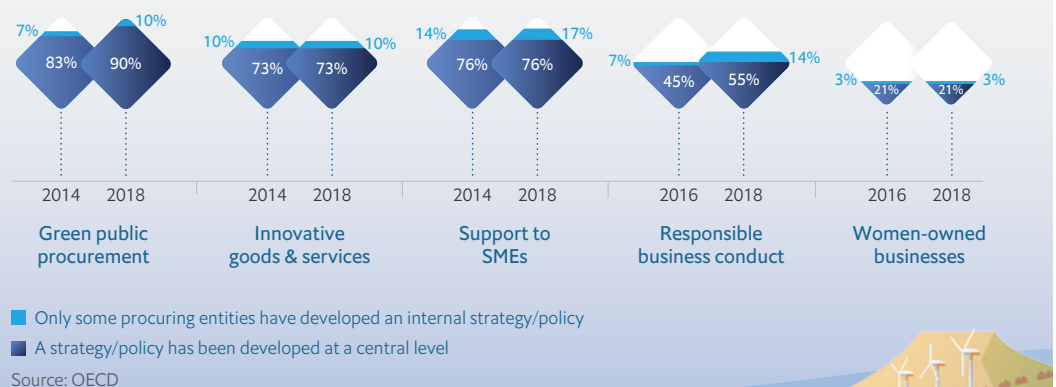 7% 10%
83% 90%
10% 10%
73% 73%
14% 17%
76% 76%
7% 14%
45% 55%
3% 3%
21% 21%
2014 2018
2014 2018
2014 2018
2016 2018
2016 2018
Green public
procurement
Innovative
goods & services
Support to
SMEs
Responsible
business conduct
Women-owned
businesses
Only some procuring entities have developed an internal strategy/policy
A strategy/policy has been developed at a central level
Source: OECD